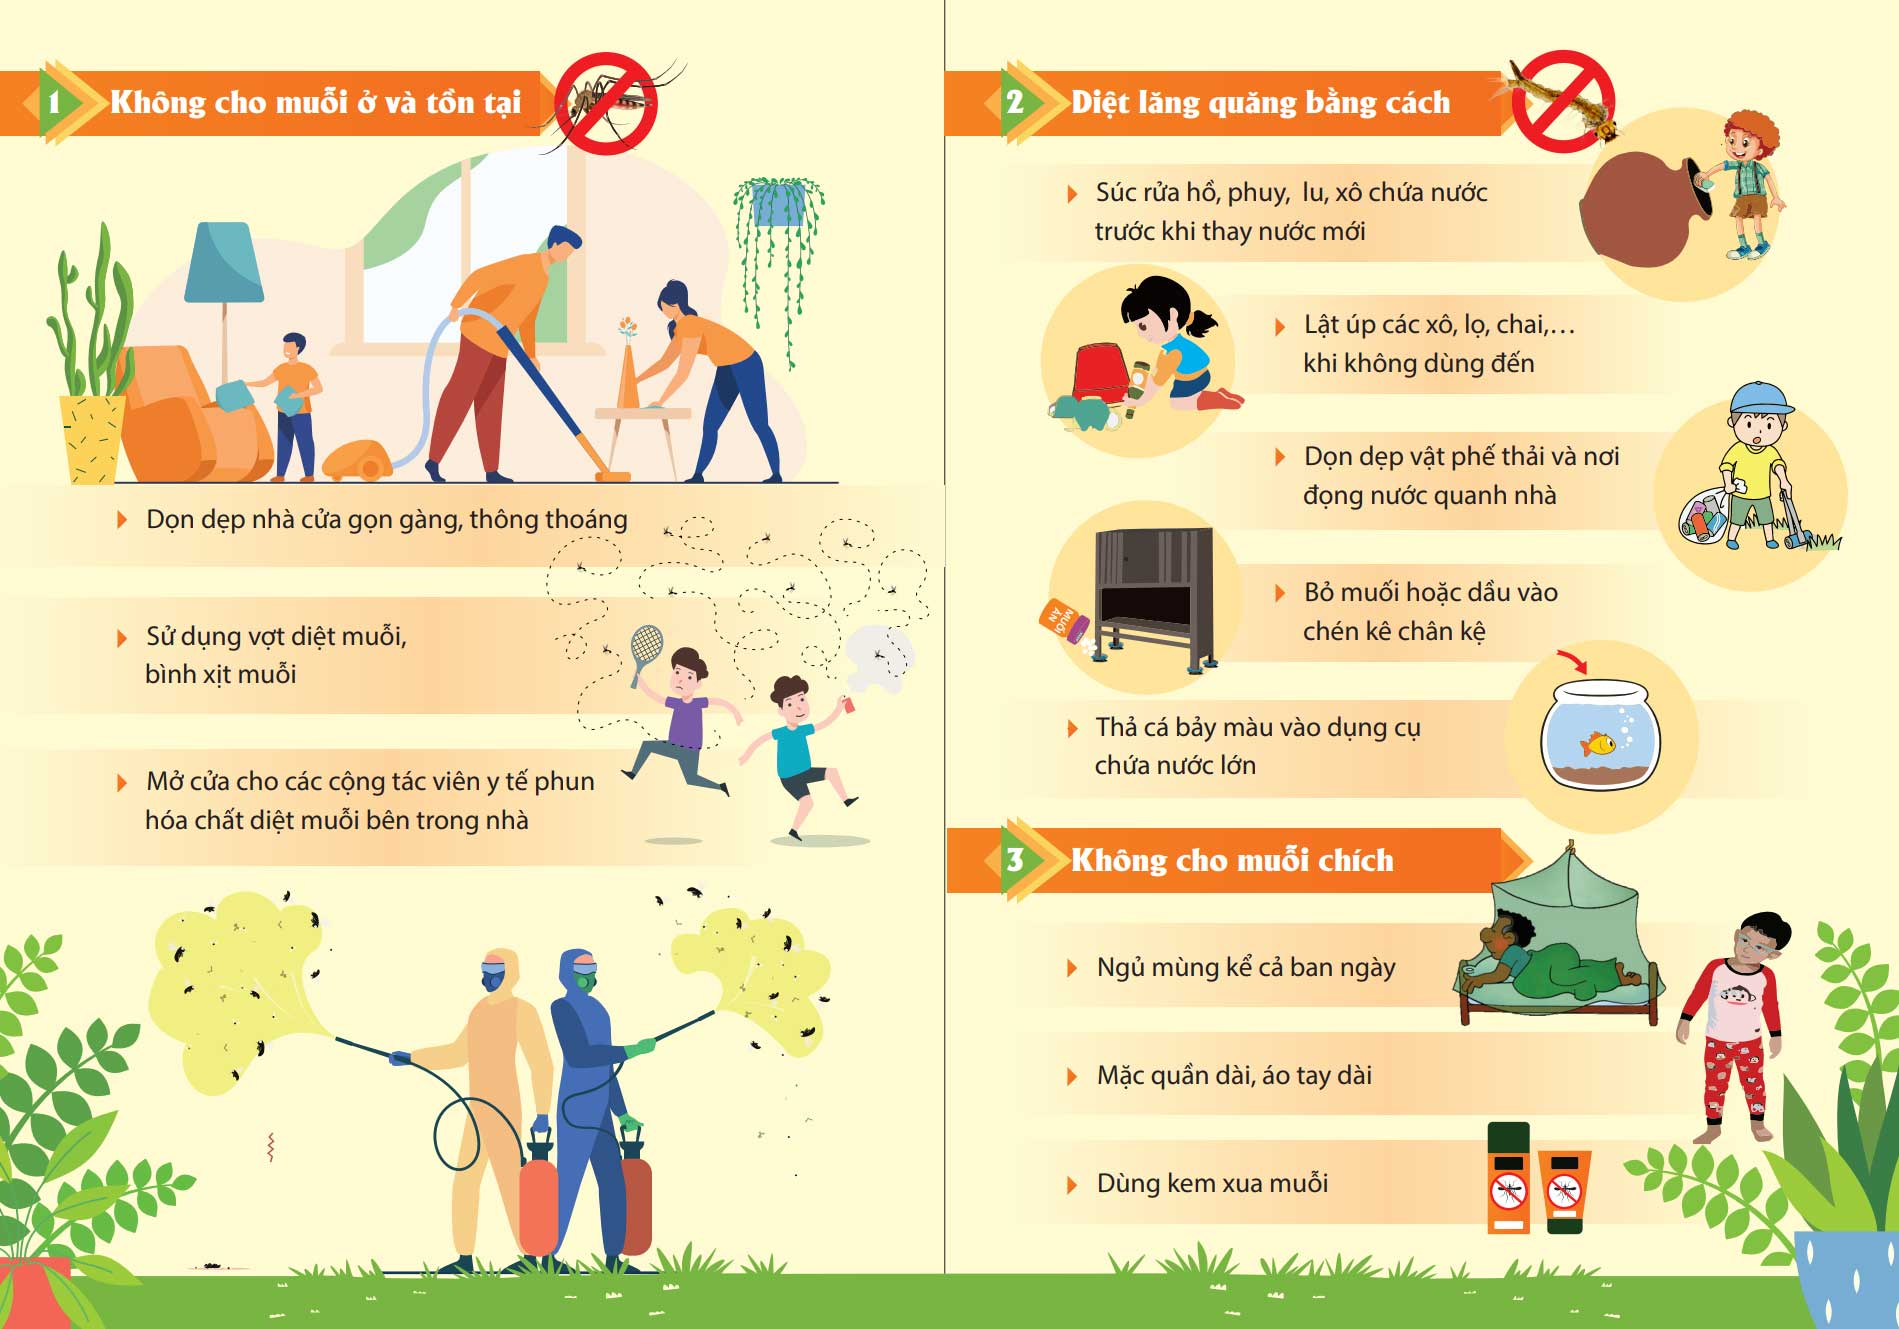 1
Không cho muỗi ở và tồn tại
Dọn dẹp nhà cửa gọn gàng, thông thoáng
Sử dụng vợt diệt muỗi,
bình xịt muỗi
Mở cửa cho các cộng tác viên y tế phun
hóa chất diệt muỗi bên trong nhà
2
Diệt lăng quăng bằng cách
Súc rửa hồ, phuy, lu, xô chứa nước
trước khi thay nước mới
Lật úp các xô, lọ, chai,...
khi không dùng đến
Dọn dẹp vật phế thải và nơi
đọng nước quanh nhà
Bỏ muối hoặc dầu vào
chén kê chân kệ
MUỐI
ĂN
Thả cá bảy màu vào dụng cụ
chứa nước lớn
3
Không cho muỗi chích
Ngủ mùng kể cả ban ngày
Mặc quần dài, áo tay dài
Dùng kem xua muỗi